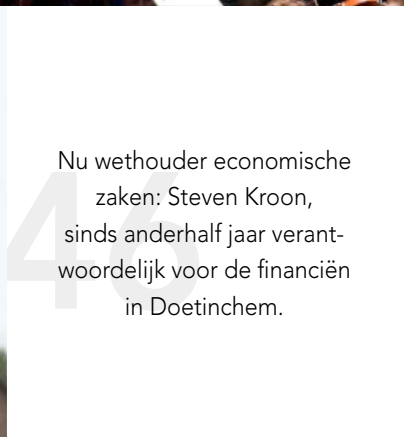 46
Nu wethouder economische
zaken: Steven Kroon,
sinds anderhalf jaar verant-
woordelijk voor de financiën
in Doetinchem.